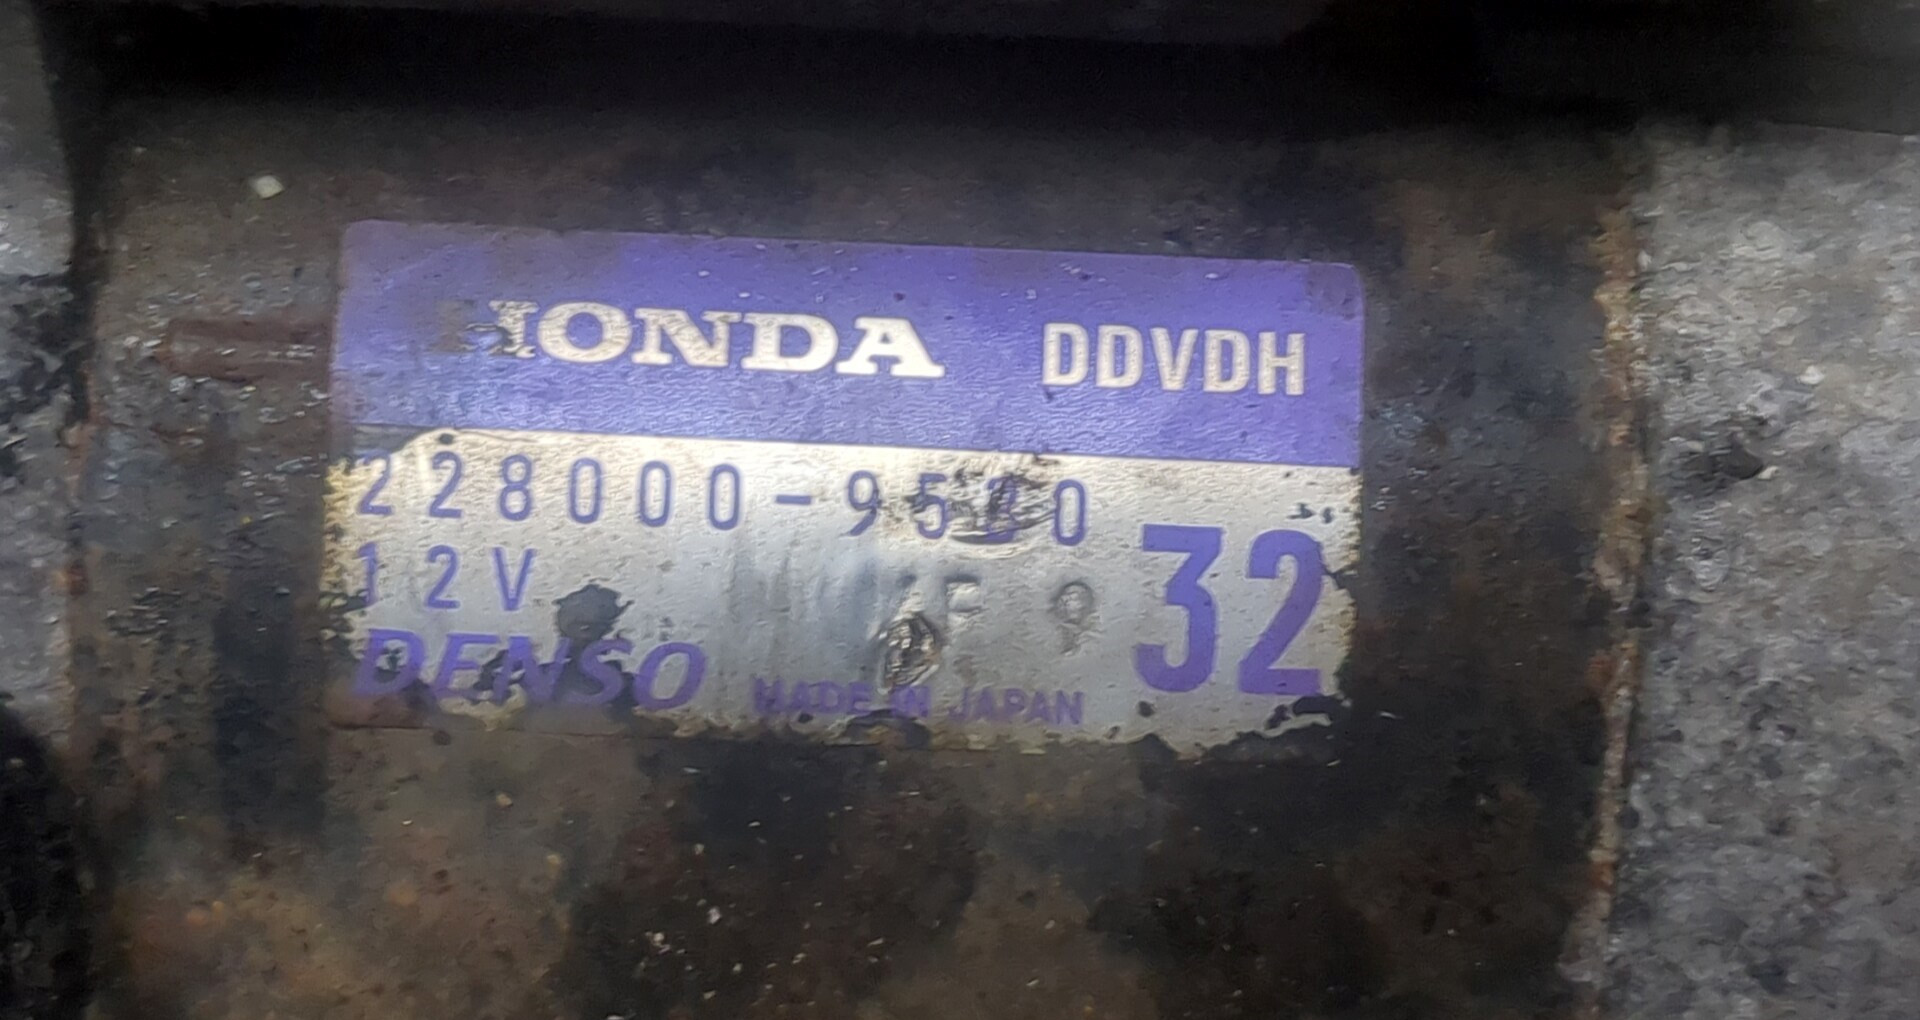 HONDA DDVDH
12V
32
DENSO MADE IN JAPAN